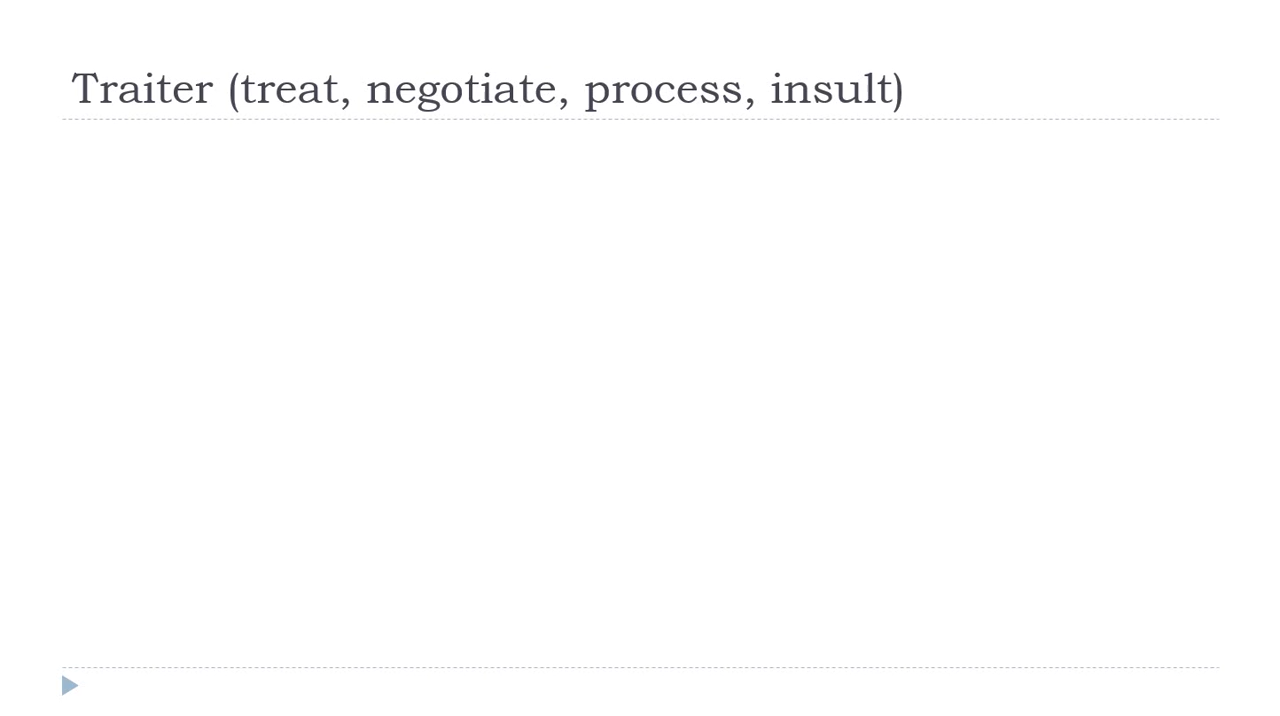 Traiter (treat, negotiate, process, insult)